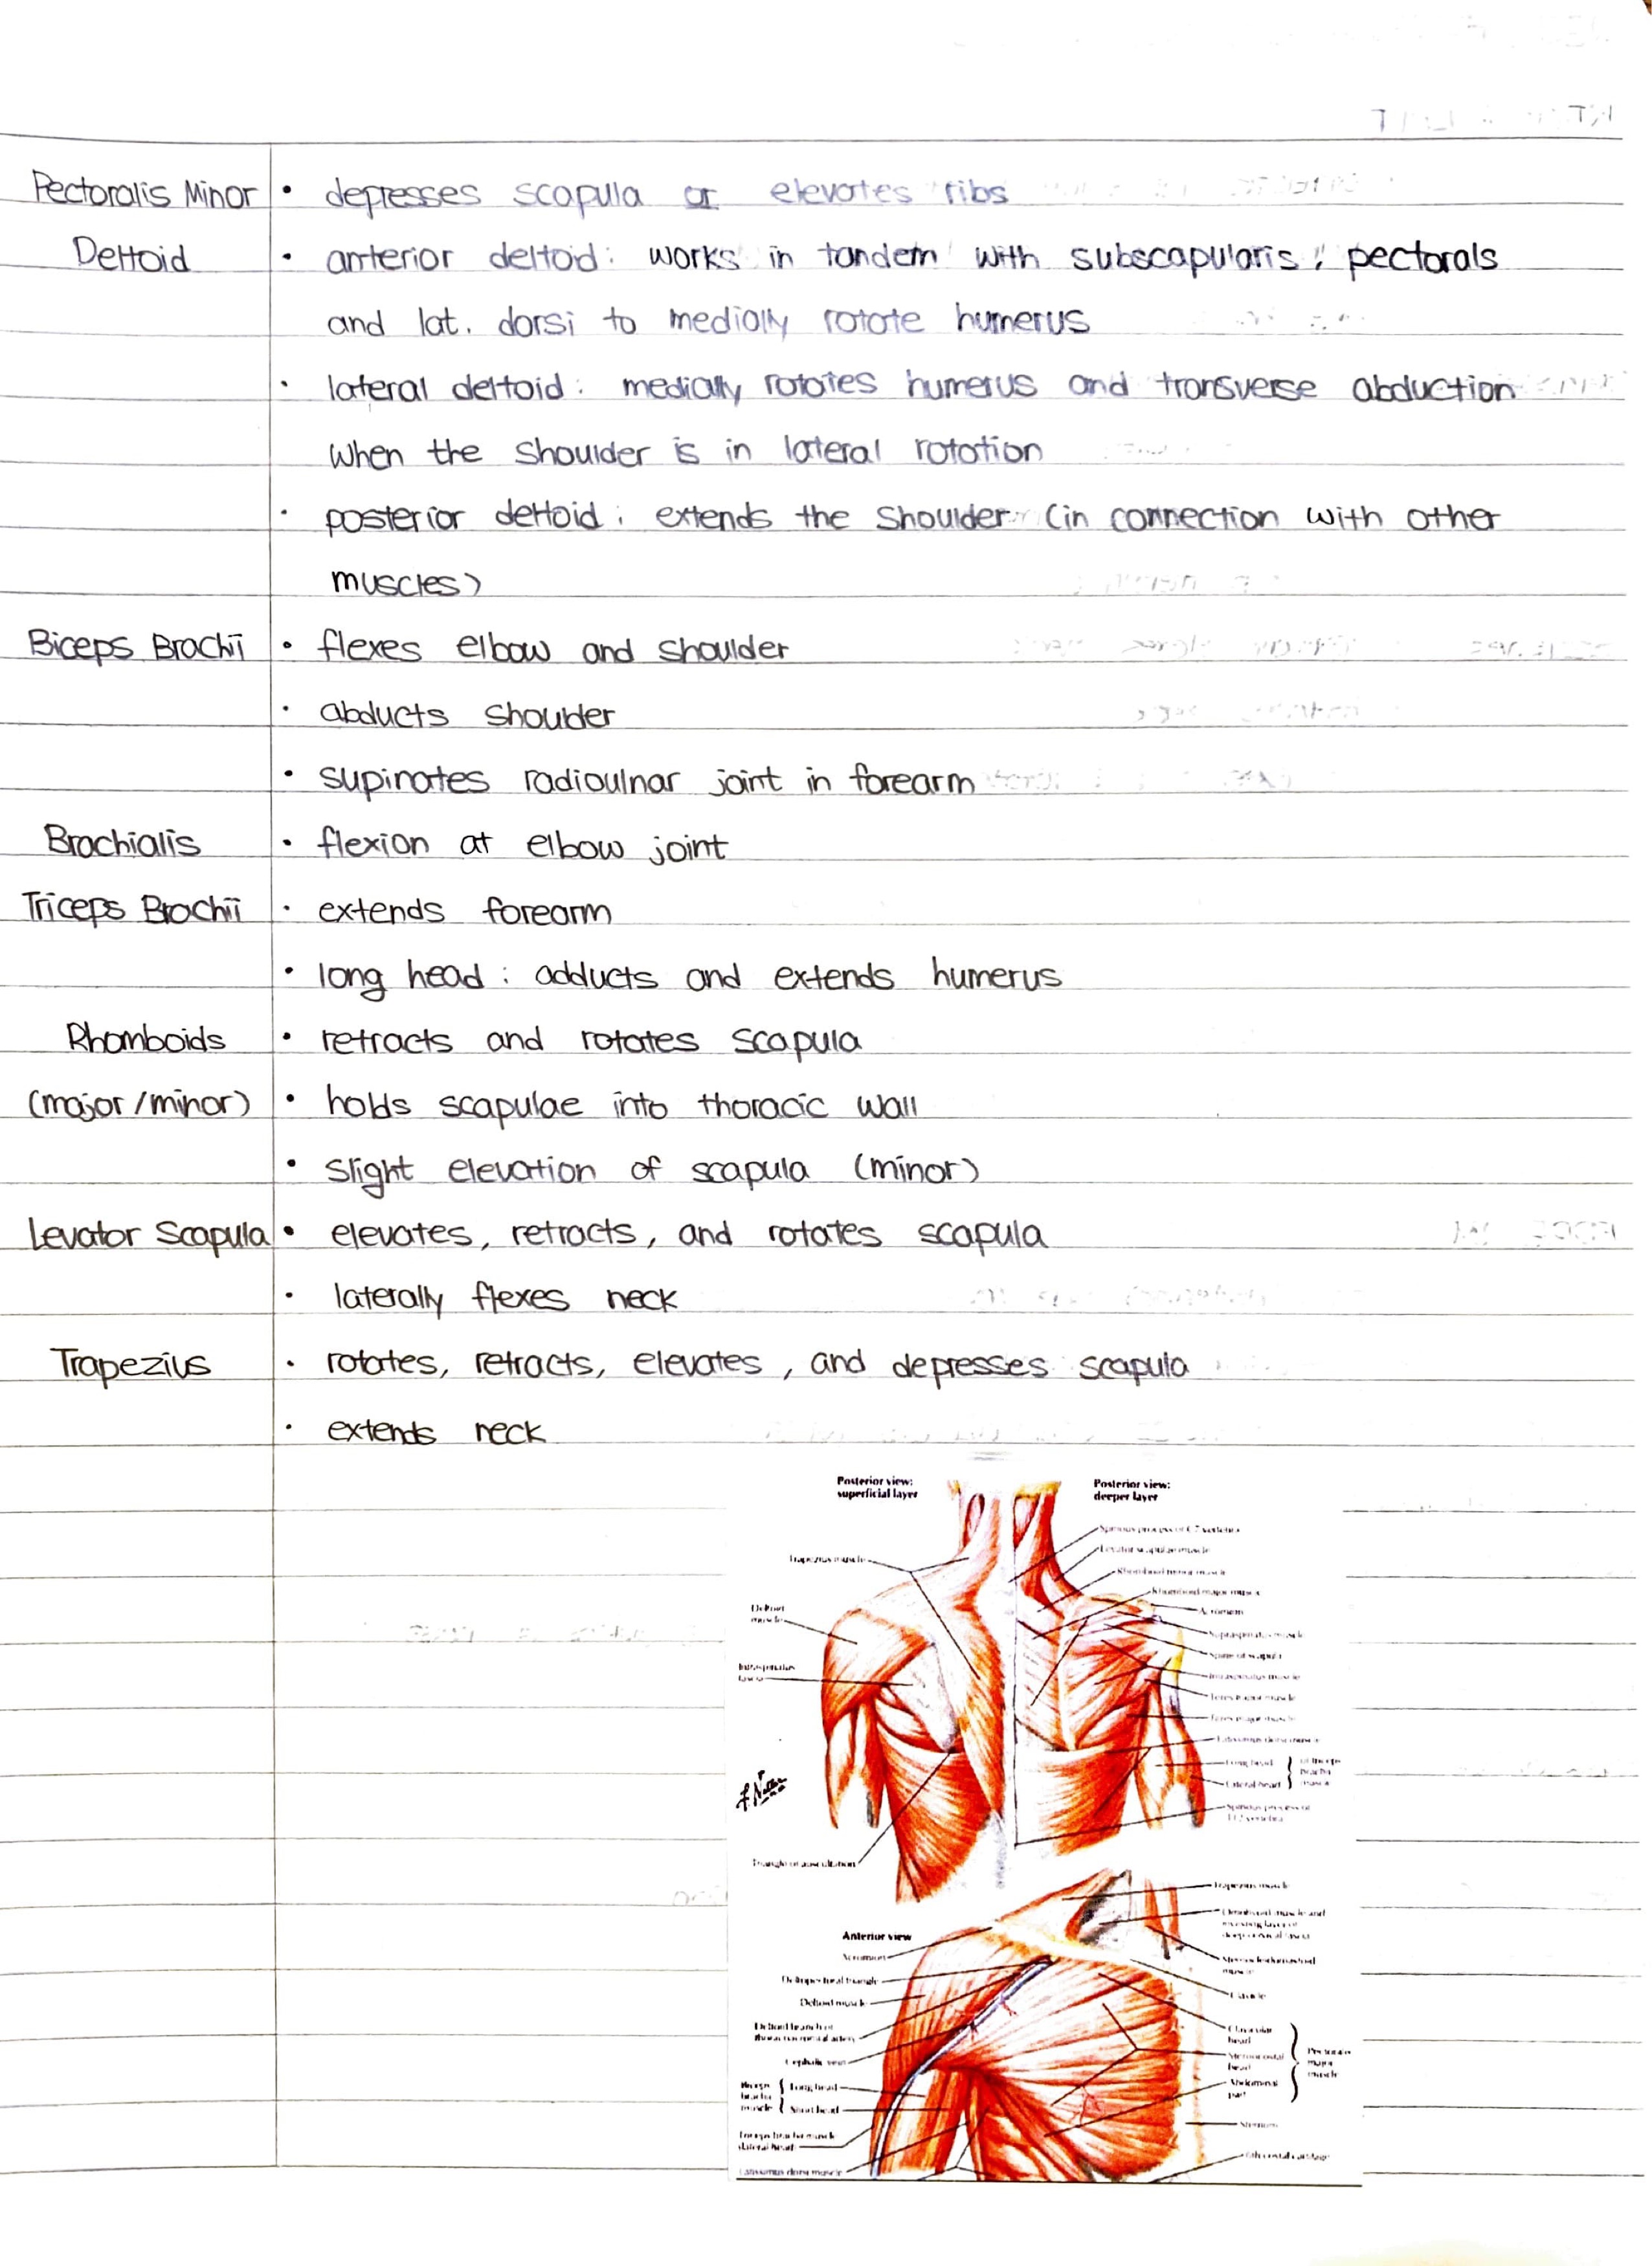 Pectoralis Minor • depresses scapula or elevates ribs
Deltoid • anterior deltoid: works in tandem with subscapularis, pectorals
and lat. dorsi to medially rotate humerus
• lateral deltoid: medially rotates humerus and transverse abduction
when the shoulder is in lateral rotation
• posterior deltoid: extends the shoulder (in connection with other
muscles)
Biceps Brachii • flexes elbow and shoulder
• abducts shoulder
• supinates radioulnar joint in forearm
Brachialis • flexion at elbow joint
Triceps Brachii • extends forearm
• long head: adducts and extends humerus
Rhomboids • retracts and rotates scapula
(major/minor) • holds scapulae into thoracic wall
• slight elevation of scapula (minor)
Levator Scapula • elevates, retracts, and rotates scapula
• laterally flexes neck
Trapezius • rotates, retracts, elevates, and depresses scapula
• extends neck
Posterior view:
superficial layer
Posterior view:
deeper layer
Spinous process of C7 vertebra
Levator scapulae muscle
Trapezius muscle
Rhomboid minor muscle
Rhomboid major muscle
Deltoid
muscle
Acromion
Supraspinatus muscle
Spine of scapula
Infraspinatus
fascia
Infraspinatus muscle
Teres minor muscle
Teres major muscle
Latissimus dorsi muscle
Long head
Lateral head
of triceps
brachii
muscle
Spinous process of
T12 vertebra
Triangle of auscultation
Trapezius muscle
Omohyoid muscle and
investing layer of
deep cervical fascia
Anterior view
Acromion
Sternocleidomastoid
muscle
Deltopectoral triangle
Clavicle
Deltoid muscle
Deltoid branch of
thoracoacromial artery
Clavicular
head
Sternocostal
head
Abdominal
part
Pectoralis
major
muscle
Cephalic vein
Biceps
brachii
muscle
Long head
Short head
Sternum
Triceps brachii muscle
(lateral head)
6th costal cartilage
Latissimus dorsi muscle